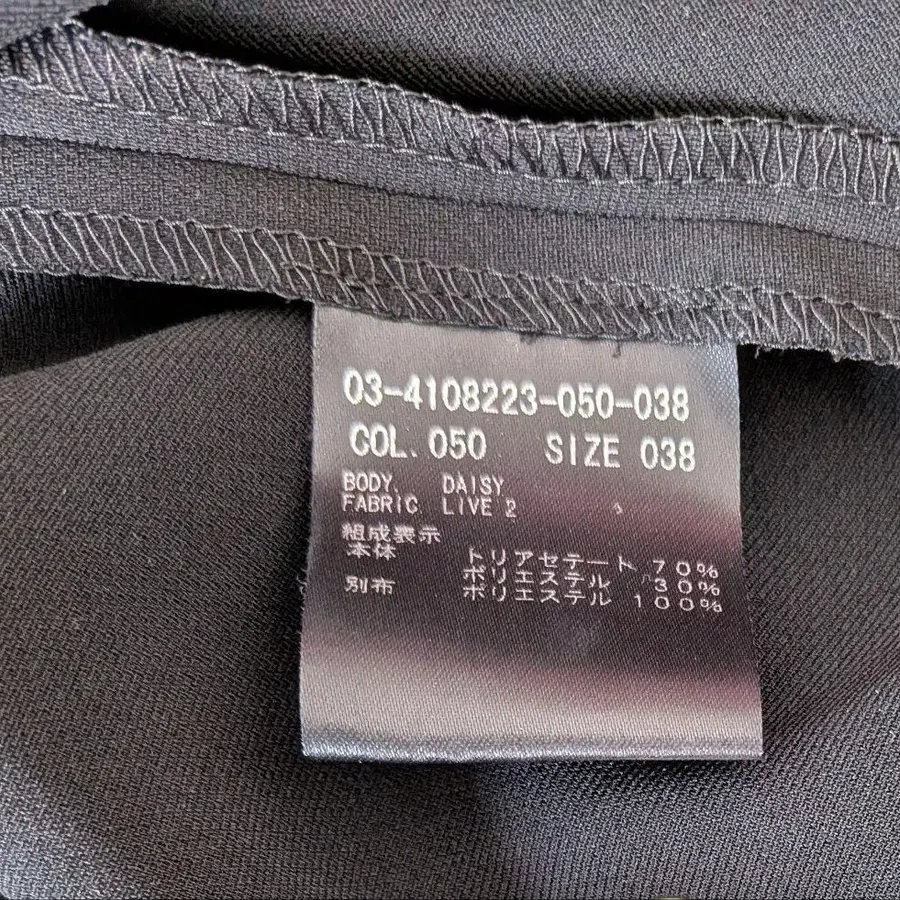 03-4108223-050-038
COL. 050 SIZE 038
BODY. DAISY
FABRIC LIVE 2
組成表示
本体 トリアセテート 70%
ポリエステル 30%
別布 ポリエステル 100%